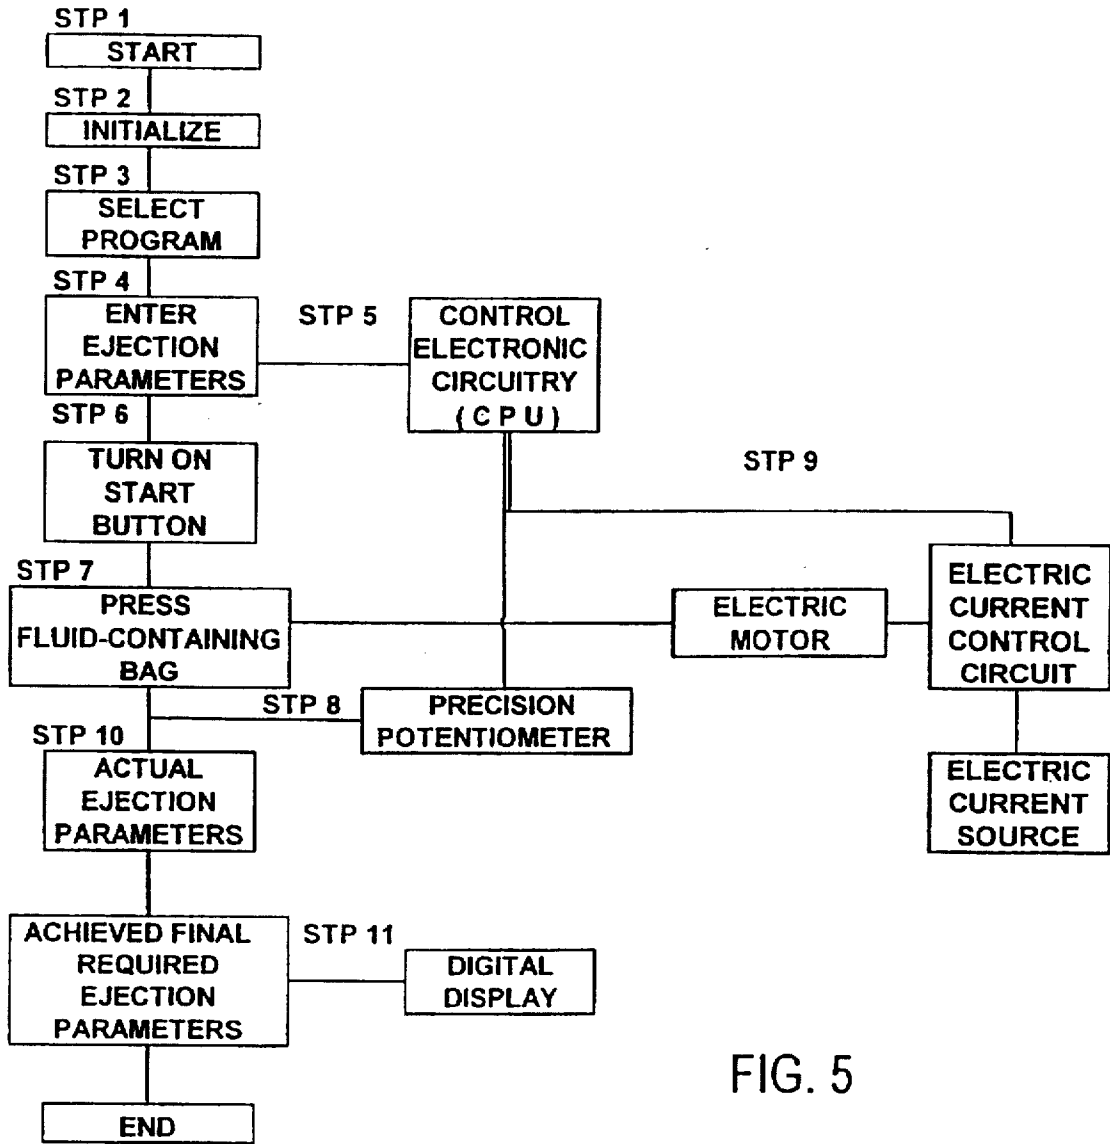 STP 1
START
STP 2
INITIALIZE
STP 3
SELECT
PROGRAM
STP 4
ENTER
EJECTION
PARAMETERS
STP 5
CONTROL
ELECTRONIC
CIRCUITRY
( C P U )
STP 6
TURN ON
START
BUTTON
STP 9
STP 7
PRESS
FLUID-CONTAINING
BAG
ELECTRIC
MOTOR
ELECTRIC
CURRENT
CONTROL
CIRCUIT
STP 8
PRECISION
POTENTIOMETER
STP 10
ACTUAL
EJECTION
PARAMETERS
ELECTRIC
CURRENT
SOURCE
ACHIEVED FINAL
REQUIRED
EJECTION
PARAMETERS
STP 11
DIGITAL
DISPLAY
END
FIG. 5